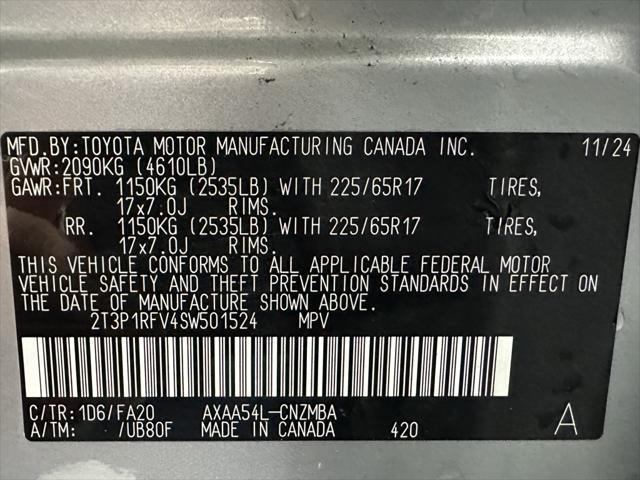 MFD.BY:TOYOTA MOTOR MANUFACTURING CANADA INC. 11/24
GVWR:2090KG (4610LB)
GAWR:FRT. 1150KG (2535LB) WITH 225/65R17 TIRES,
17x7.0J RIMS.
RR. 1150KG (2535LB) WITH 225/65R17 TIRES,
17x7.0J RIMS.
THIS VEHICLE CONFORMS TO ALL APPLICABLE FEDERAL MOTOR
VEHICLE SAFETY AND THEFT PREVENTION STANDARDS IN EFFECT ON
THE DATE OF MANUFACTURE SHOWN ABOVE.
2T3P1RFV4SW501524 MPV
C/TR:1D6/FA20 AXAA54L-CNZMBA
A/TM: /UB80F MADE IN CANADA 420 A